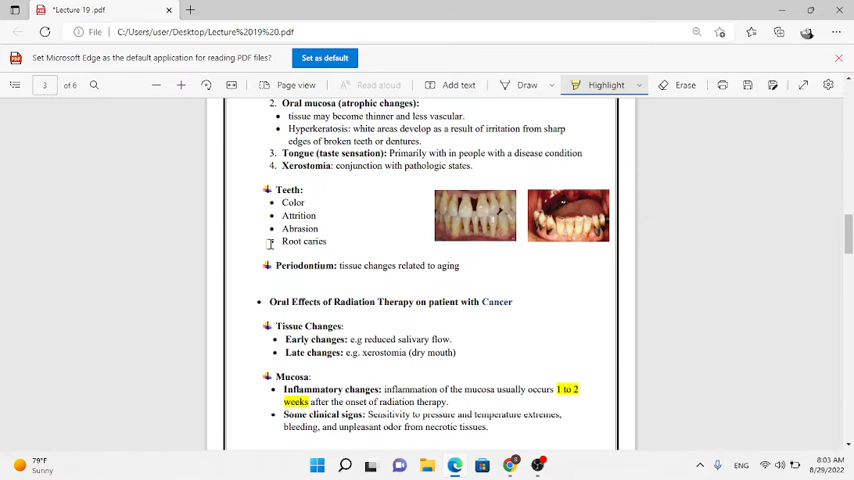 *Lecture 19 .pdf
File
C:/Users/user/Desktop/Lecture%2019%20.pdf
Set Microsoft Edge as the default application for reading PDF files?
Set as default
3
of 6
Page view
Read aloud
Add text
Draw
Highlight
Erase
2. Oral mucosa (atrophic changes):
• tissue may become thinner and less vascular.
• Hyperkeratosis: white areas develop as a result of irritation from sharp
edges of broken teeth or dentures.
3. Tongue (taste sensation): Primarily with in people with a disease condition
4. Xerostomia: conjunction with pathologic states.
Teeth:
• Color
• Attrition
• Abrasion
• Root caries
Periodontium: tissue changes related to aging
• Oral Effects of Radiation Therapy on patient with Cancer
Tissue Changes:
• Early changes: e.g reduced salivary flow.
• Late changes: e.g. xerostomia (dry mouth)
Mucosa:
• Inflammatory changes: inflammation of the mucosa usually occurs 1 to 2
weeks after the onset of radiation therapy.
• Some clinical signs: Sensitivity to pressure and temperature extremes,
bleeding, and unpleasant odor from necrotic tissues.
79°F
Sunny
ENG
8:03 AM
8/29/2022